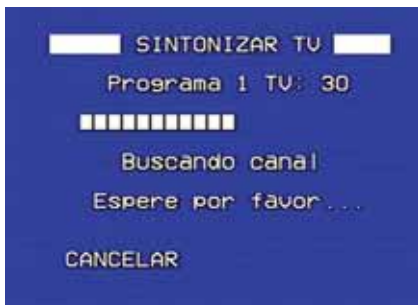 SINTONIZAR TV
Programa 1 TV: 30
Buscando canal
Espere por favor...
CANCELAR